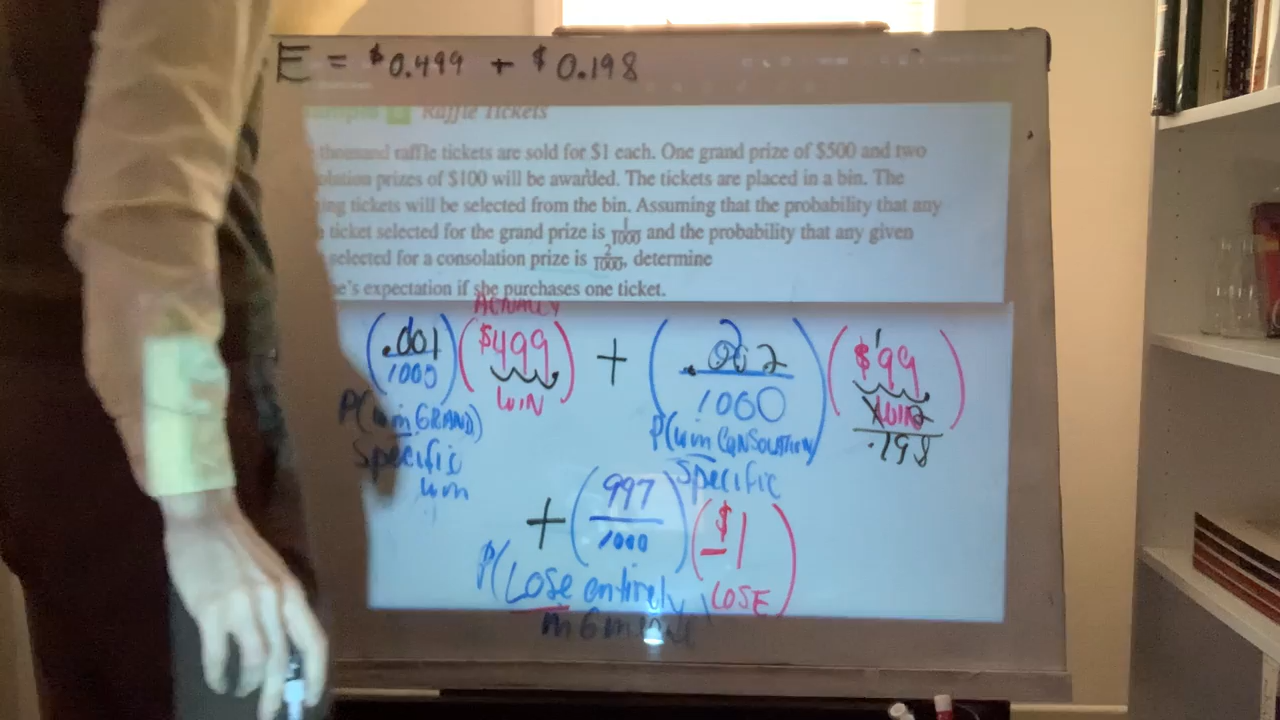 E = $0.499 + $0.198
Raffle Tickets
thousand raffle tickets are sold for $1 each. One grand prize of $500 and two
prizes of $100 will be awarded. The tickets are placed in a bin. The
tickets will be selected from the bin. Assuming that the probability that any
ticket selected for the grand prize is 1/1000 and the probability that any given
selected for a consolation prize is 2/1000, determine
expectation if she purchases one ticket.
ACTUALLY
(.001/1000) ($499) + (.002/1000) ($99)
WIN
WIN
P(win GRAND)
P(win CONSOLATION)
.198
Specific
win
Specific
+ (997/1000) (-$1)
P(Lose entirely)
LOSE
in General